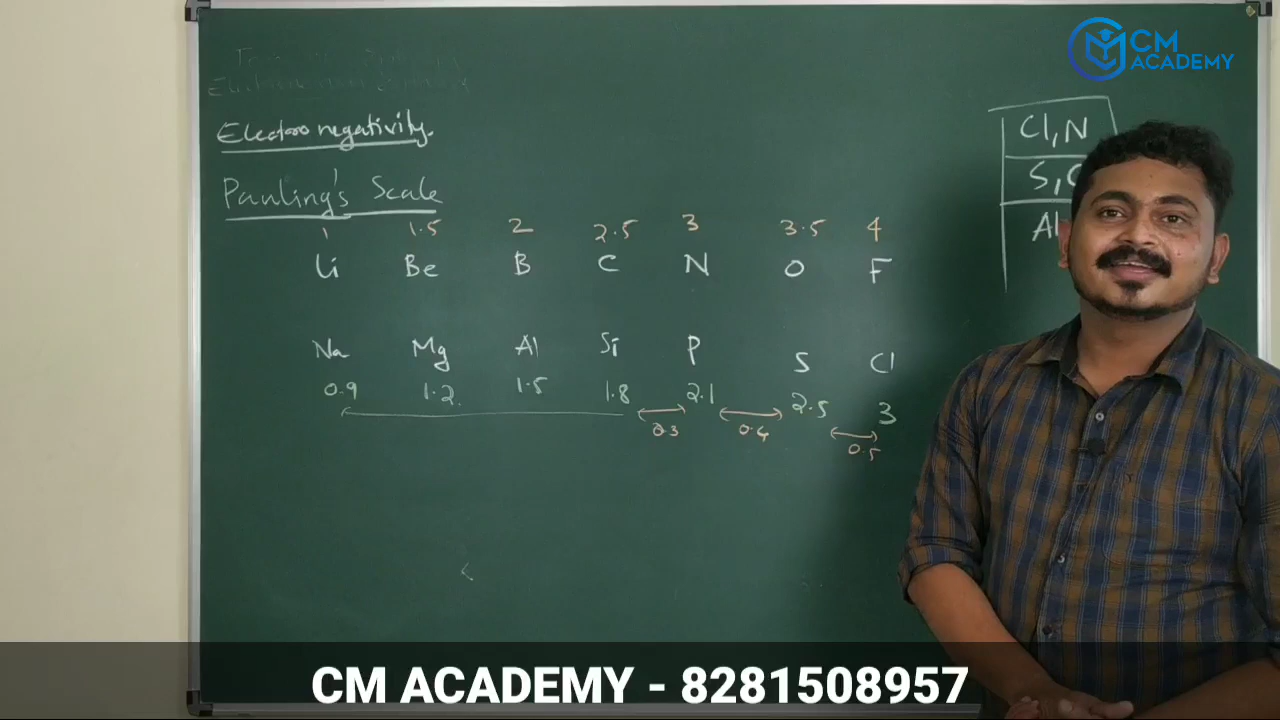 CM
ACADEMY
Electronegativity.
Pauling's Scale
1 1.5 2 2.5 3 3.5 4
Li Be B C N O F
Na Mg Al Si P S Cl
0.9 1.2. 1.5 1.8 2.1 2.5 3
0.3 0.4 0.5
Cl, N
S,
Al
CM ACADEMY - 8281508957